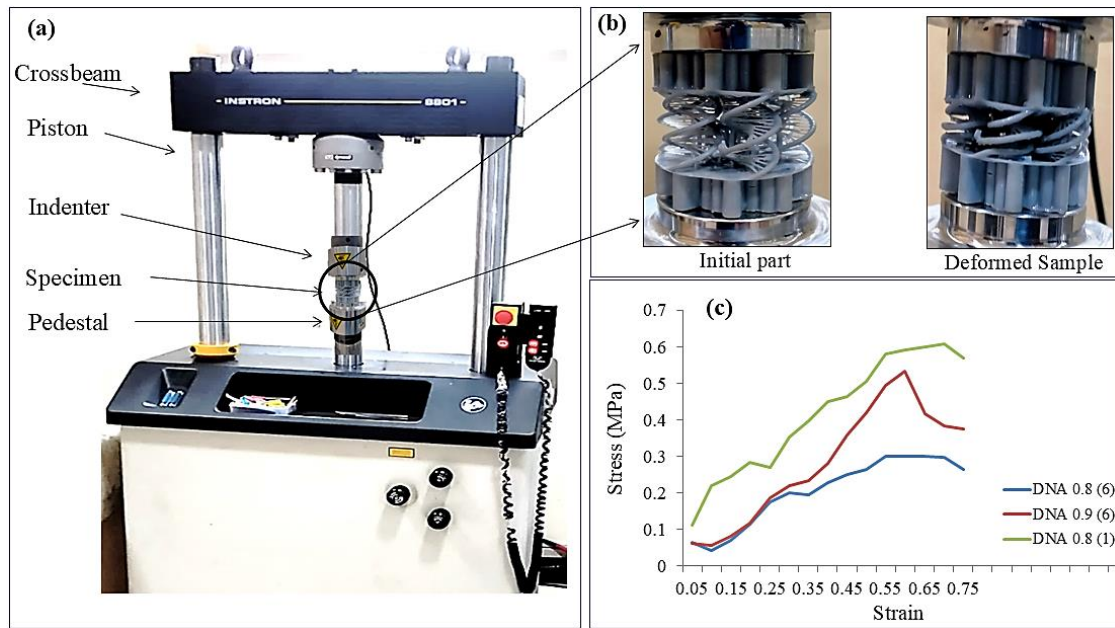 (a)
Crossbeam
Piston
Indenter
Specimen
Pedestal
INSTRON
8801
(b)
Initial part
Deformed Sample
(c)
Stress (MPa)
0.7
0.6
0.5
0.4
0.3
0.2
0.1
0
0.05 0.15 0.25 0.35 0.45 0.55 0.65 0.75
Strain
DNA 0.8 (6)
DNA 0.9 (6)
DNA 0.8 (1)